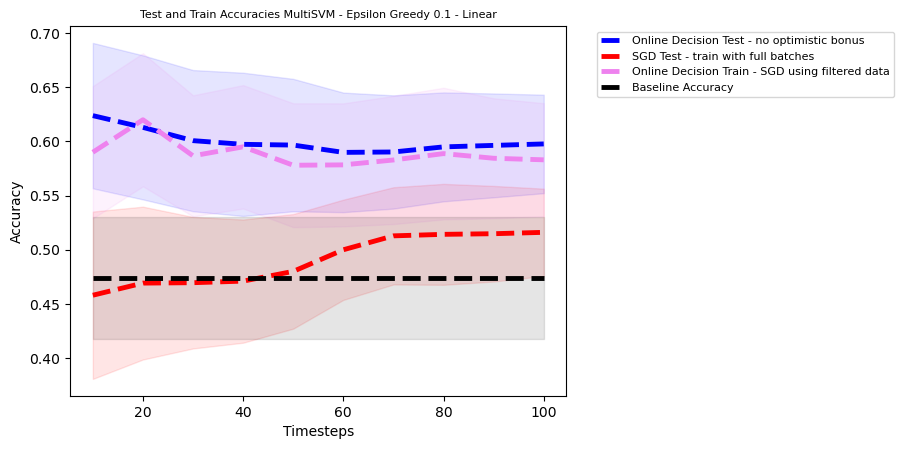 Test and Train Accuracies MultiSVM - Epsilon Greedy 0.1 - Linear
0.70
0.65
0.60
0.55
0.50
0.45
0.40
Accuracy
20
40
60
80
100
Timesteps
Online Decision Test - no optimistic bonus
SGD Test - train with full batches
Online Decision Train - SGD using filtered data
Baseline Accuracy